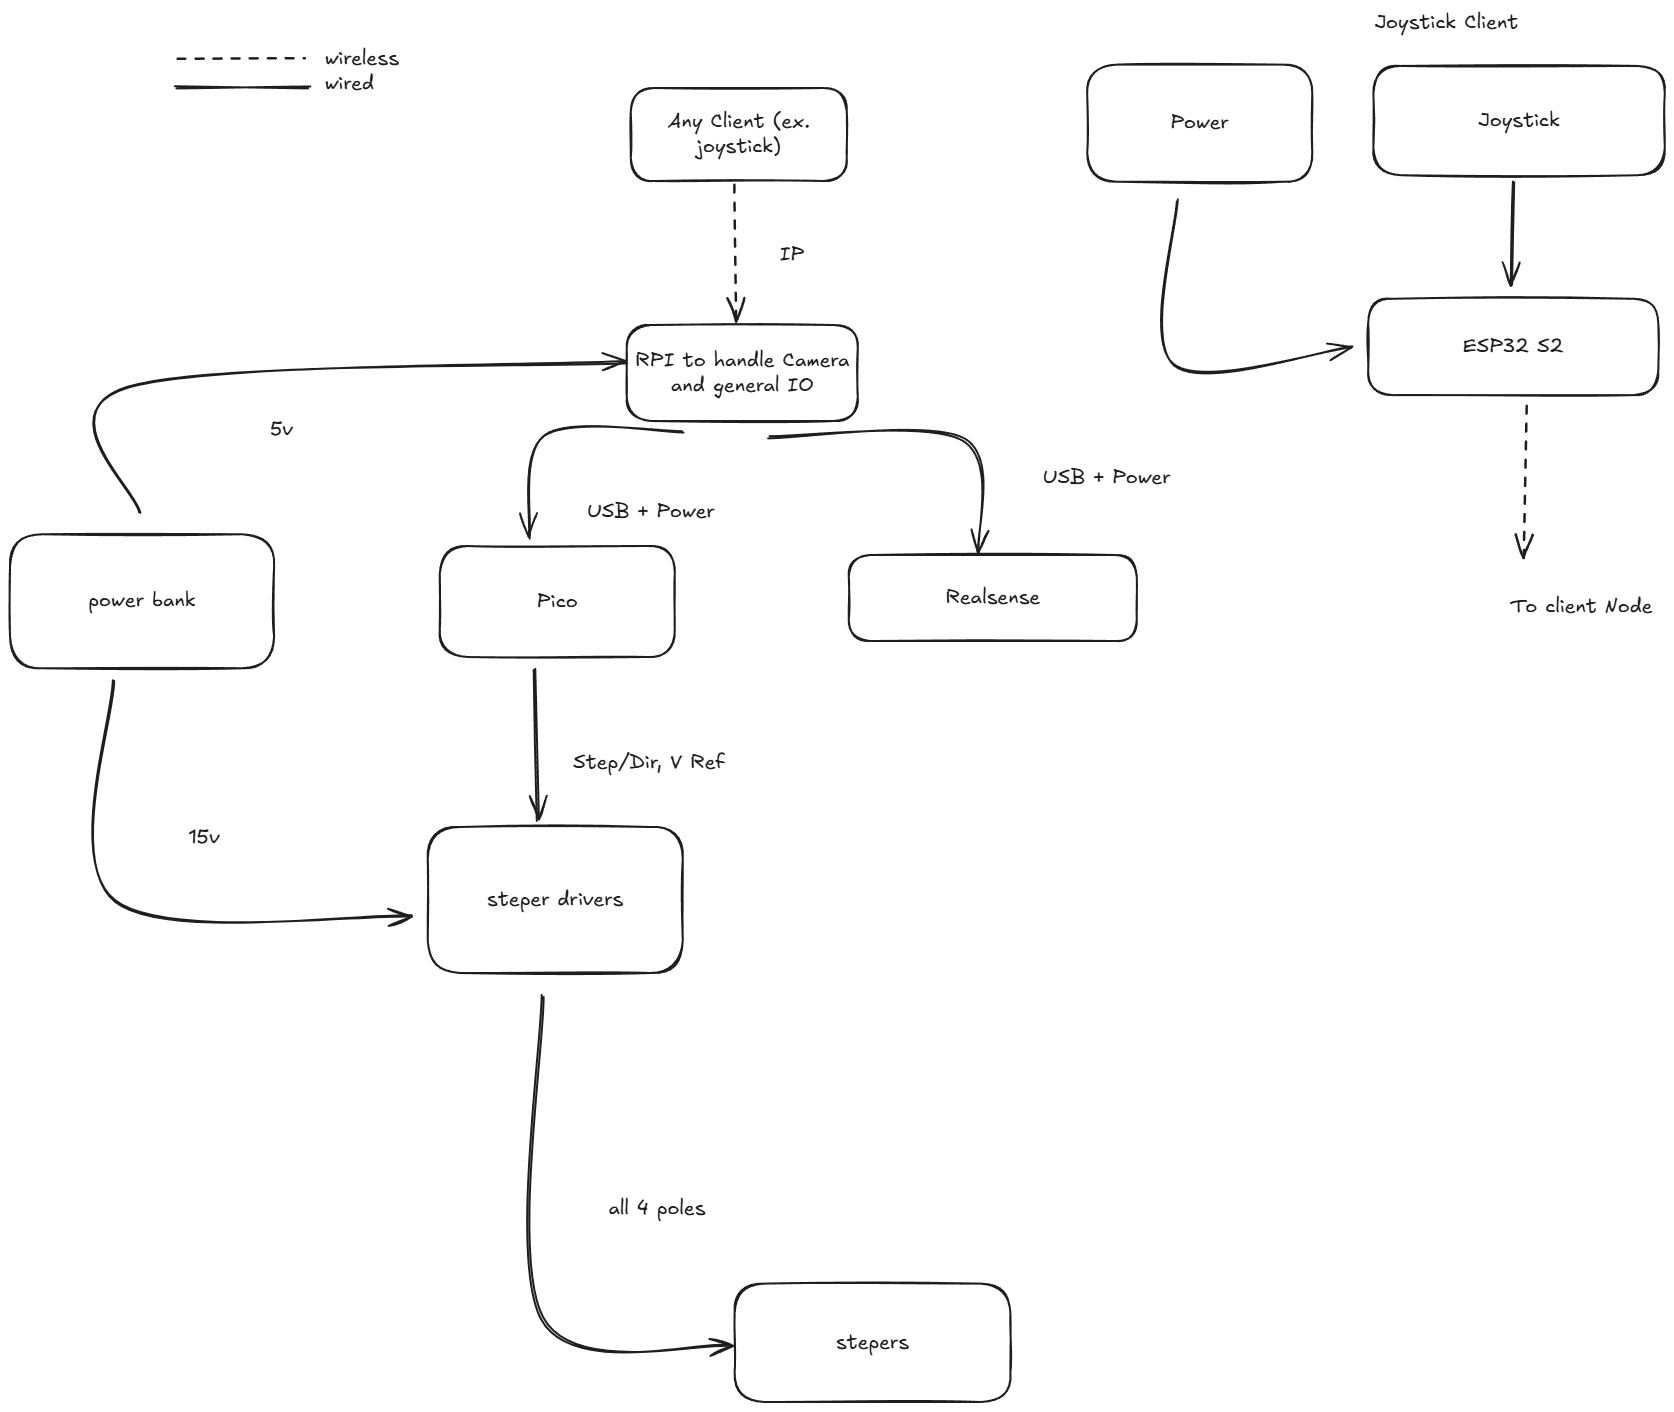 Joystick Client
wireless
wired
Any Client (ex.
joystick)
Power
Joystick
IP
RPI to handle Camera
and general IO
ESP32 S2
5v
USB + Power
USB + Power
power bank
Pico
Realsense
To client Node
Step/Dir, V Ref
15v
steper drivers
all 4 poles
stepers